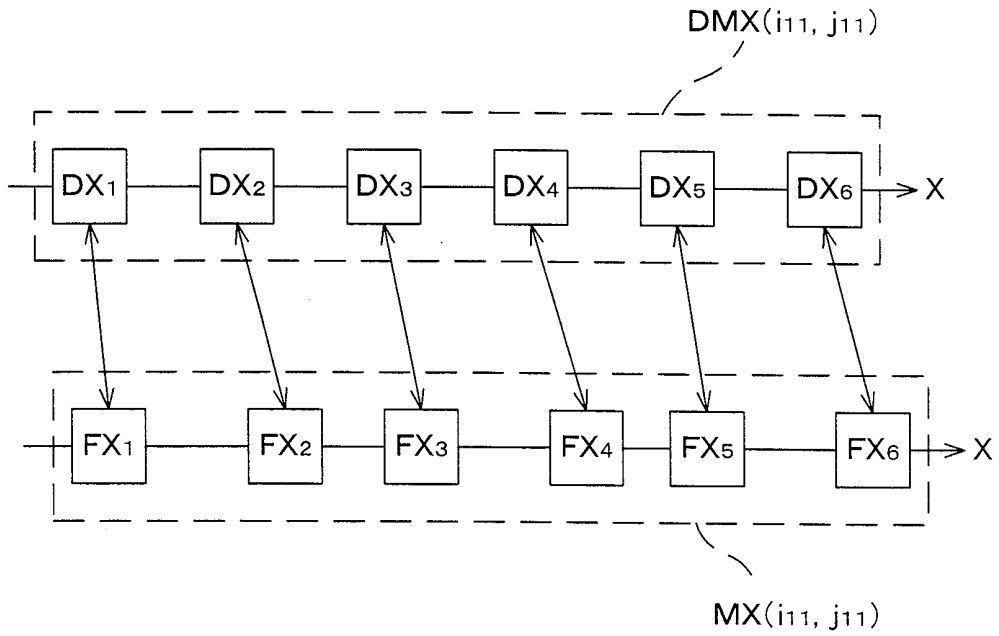 DMX(i11, j11)
DX1 DX2 DX3 DX4 DX5 DX6 X
FX1 FX2 FX3 FX4 FX5 FX6 X
MX(i11, j11)